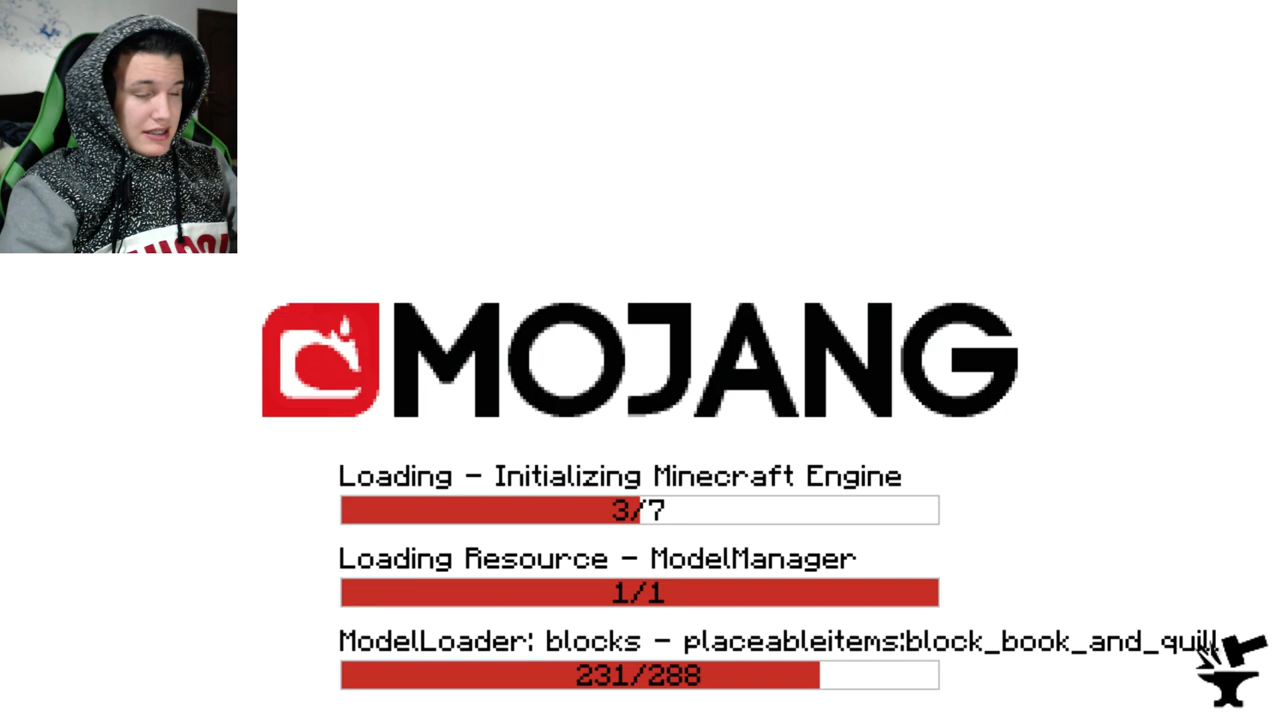 MOJANG
Loading - Initializing Minecraft Engine
3/7
Loading Resource - ModelManager
1/1
ModelLoader: blocks - placeableitems:block_book_and_quill
231/288